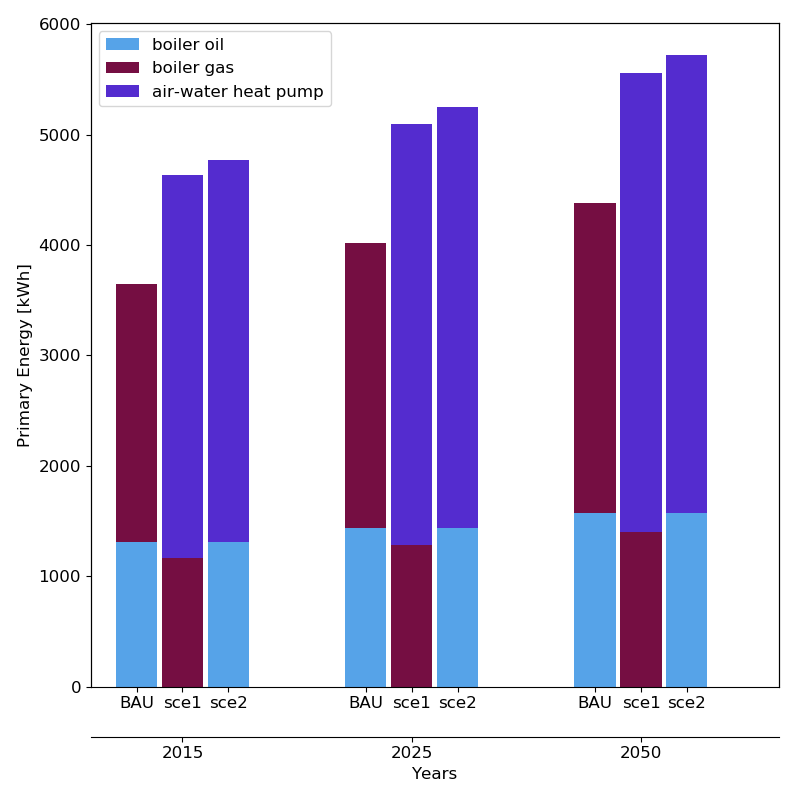 6000
5000
4000
3000
2000
1000
0
Primary Energy [kWh]
boiler oil
boiler gas
air-water heat pump
BAU sce1 sce2 BAU sce1 sce2 BAU sce1 sce2
2015 2025 2050
Years